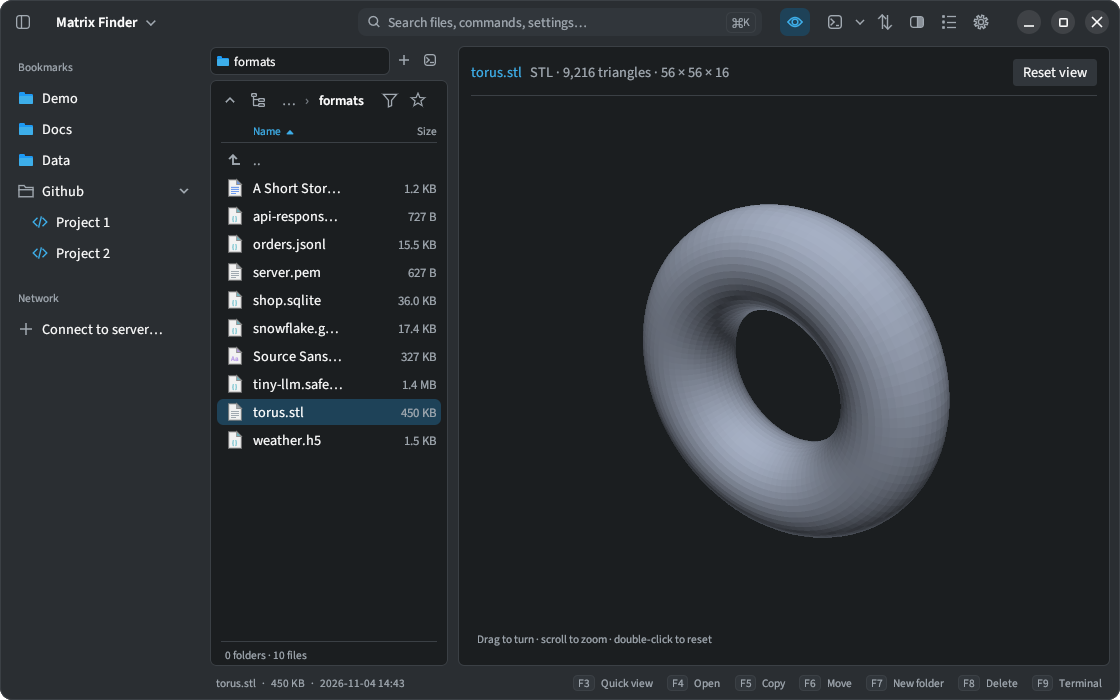 Matrix Finder
Search files, commands, settings…
⌘K
Bookmarks
Demo
Docs
Data
Github
Project 1
Project 2
Network
Connect to server…
formats
… › formats
Name Size
..
A Short Stor… 1.2 KB
api-respons… 727 B
orders.jsonl 15.5 KB
server.pem 627 B
shop.sqlite 36.0 KB
snowflake.g… 17.4 KB
Source Sans… 327 KB
tiny-llm.safe… 1.4 MB
torus.stl 450 KB
weather.h5 1.5 KB
0 folders · 10 files
torus.stl STL · 9,216 triangles · 56 × 56 × 16
Reset view
Drag to turn · scroll to zoom · double-click to reset
torus.stl · 450 KB · 2026-11-04 14:43
F3 Quick view F4 Open F5 Copy F6 Move F7 New folder F8 Delete F9 Terminal